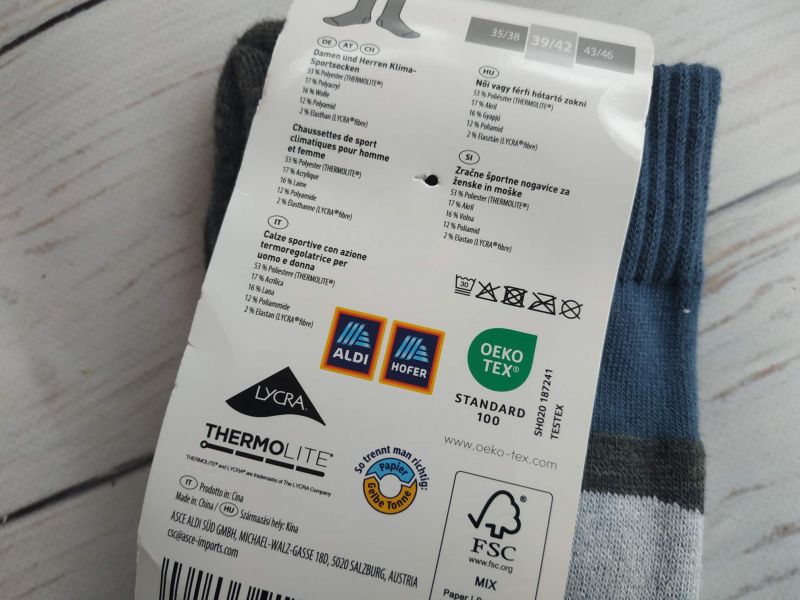 35/38
39/42
43/46
DE AT CH
Damen und Herren Klima-
Sportsocken
53 % Polyester (THERMOLITE®)
17 % Polyacryl
16 % Wolle
12 % Polyamid
2 % Elasthan (LYCRA®fibre)
Chaussettes de sport
climatiques pour homme
et femme
53 % Polyester (THERMOLITE®)
17 % Acrylique
16 % Laine
12 % Polyamide
2 % Elasthanne (LYCRA®fibre)
IT
Calze sportive con azione
termoregolatrice per
uomo e donna
53 % Poliestere (THERMOLITE®)
17 % Acrilica
16 % Lana
12 % Poliammide
2 % Elastan (LYCRA®fibre)
HU
Női vagy férfi hótartó zokni
53 % Poliészter (THERMOLITE®)
17 % Akril
16 % Gyapjú
12 % Poliamid
2 % Elasztán (LYCRA®fibre)
SI
Zračne športne nogavice za
ženske in moške
53 % Poliester (THERMOLITE®)
17 % Akril
16 % Volna
12 % Poliamid
2 % Elastan (LYCRA®fibre)
30
ALDI
HOFER
OEKO
TEX®
STANDARD
100
SH020 187241
TESTEX
www.oeko-tex.com
LYCRA®
THERMOLITE®
THERMOLITE® and LYCRA® are trademarks of The LYCRA Company
So trennt man richtig:
Papier
Gelbe Tonne
IT Prodotto in: Cina
Made in: China / HU Származási hely: Kína
ASCE ALDI SÜD GMBH, MICHAEL-WALZ-GASSE 18D, 5020 SALZBURG, AUSTRIA
csc@asce-imports.com
FSC
www.fsc.org
MIX